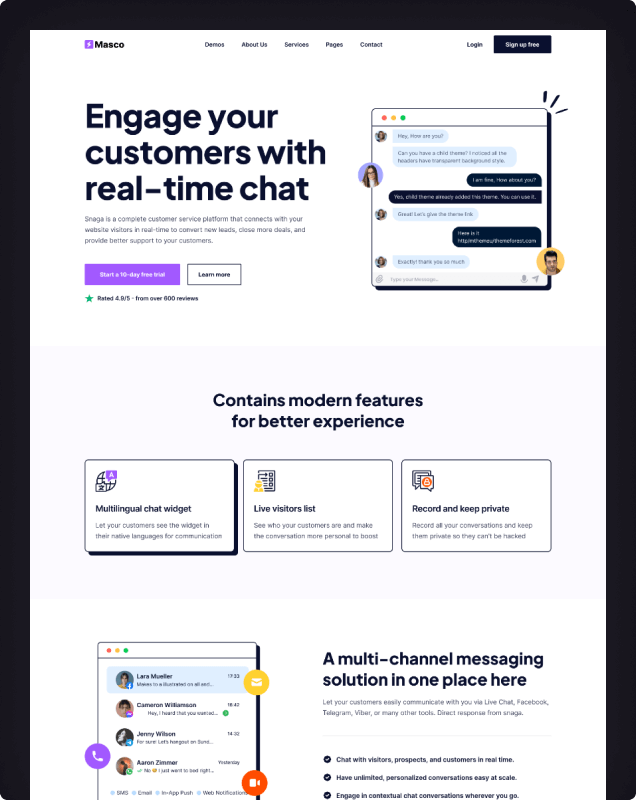 Masco
Demos
About Us
Services
Pages
Contact
Login
Sign up free
Engage your
customers with
real-time chat
Snaga is a complete customer service platform that connects with your
website visitors in real-time to convert new leads, close more deals, and
provide better support to your customers.
Start a 10-day free trial
Learn more
Rated 4.9/5 - from over 600 reviews
Hey, How are you?
Can you have a child theme? I noticed all the
headers have transparent background style.
I am fine, How about you?
Yes, child theme already added this theme. You can use it.
Great! Let's give the theme link
Here is it
http//ntheme/themeforest.com
Exactly! thank you so much
Type your Message...
Contains modern features
for better experience
Multilingual chat widget
Let your customers see the widget in
their native languages for communication
Live visitors list
See who your customers are and make
the conversation more personal to boost
Record and keep private
Record all your conversations and keep
them private so they can't be hacked
Lara Mueller
17:33
Makes to a illustrated on all and...
Cameron Williamson
16:42
Hey, I heard that you wanted...
Jenny Wilson
14:32
For sure! Let's hangout on Sund...
Aaron Zimmer
Yesterday
No I just went to bed right...
SMS
Email
In-App Push
Web Notifications
A multi-channel messaging
solution in one place here
Let your customers easily communicate with you via Live Chat, Facebook,
Telegram, Viber, or many other tools. Direct response from snaga.
Chat with visitors, prospects, and customers in real time.
Have unlimited, personalized conversations easy at scale.
Engage in contextual chat conversations wherever you go.